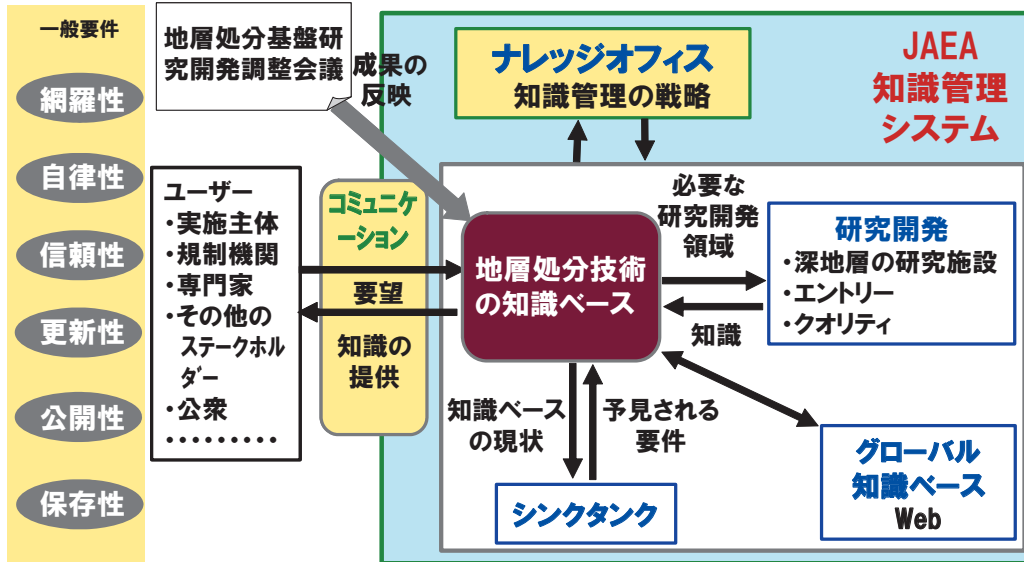 一般要件
網羅性
自律性
信頼性
更新性
公開性
保存性
地層処分基盤研
究開発調整会議
成果の
反映
ナレッジオフィス
知識管理の戦略
JAEA
知識管理
システム
ユーザー
・実施主体
・規制機関
・専門家
・その他の
ステークホル
ダー
・公衆
・・・・・・・・・
コミュニケ
ーション
要望
知識の
提供
地層処分技術
の知識ベース
必要な
研究開発
領域
知識
研究開発
・深地層の研究施設
・エントリー
・クオリティ
知識ベース
の現状
予見される
要件
シンクタンク
グローバル
知識ベース
Web